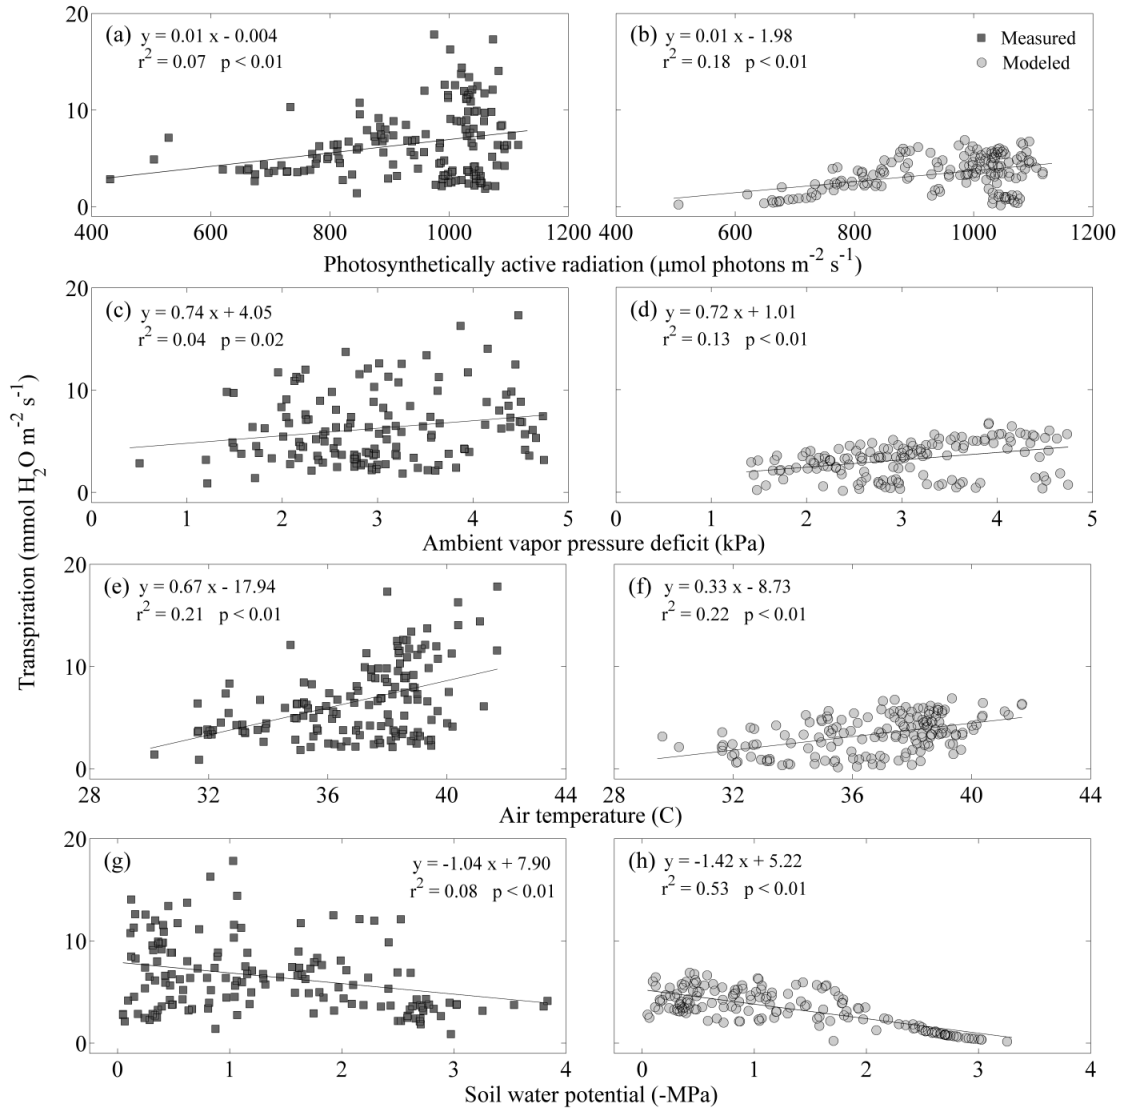 20
(a) y = 0.01 x - 0.004
r² = 0.07 p < 0.01
10
0
400 600 800 1000 1200
(b) y = 0.01 x - 1.98
r² = 0.18 p < 0.01
Measured
Modeled
400 600 800 1000 1200
Photosynthetically active radiation (μmol photons m⁻² s⁻¹)
20
(c) y = 0.74 x + 4.05
r² = 0.04 p = 0.02
10
0
0 1 2 3 4 5
(d) y = 0.72 x + 1.01
r² = 0.13 p < 0.01
0 1 2 3 4 5
Ambient vapor pressure deficit (kPa)
Transpiration (mmol H₂O m⁻² s⁻¹)
20
(e) y = 0.67 x - 17.94
r² = 0.21 p < 0.01
10
0
28 32 36 40 44
(f) y = 0.33 x - 8.73
r² = 0.22 p < 0.01
32 36 40 44
Air temperature (C)
20
(g) y = -1.04 x + 7.90
r² = 0.08 p < 0.01
10
0
0 1 2 3 4
(h) y = -1.42 x + 5.22
r² = 0.53 p < 0.01
0 1 2 3 4
Soil water potential (-MPa)